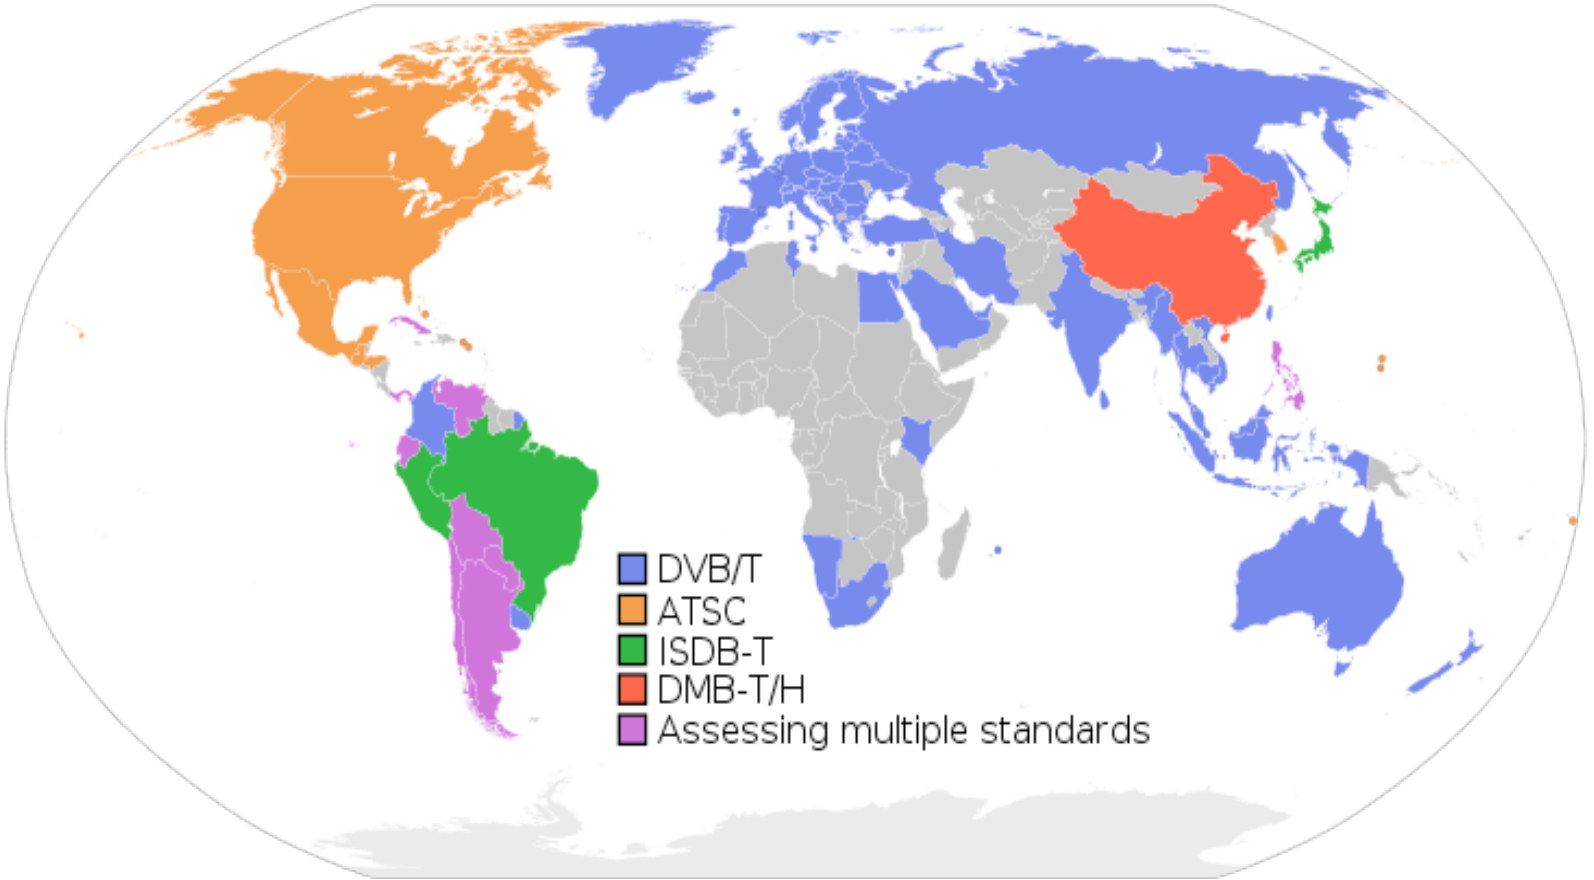 DVB/T
ATSC
ISDB-T
DMB-T/H
Assessing multiple standards